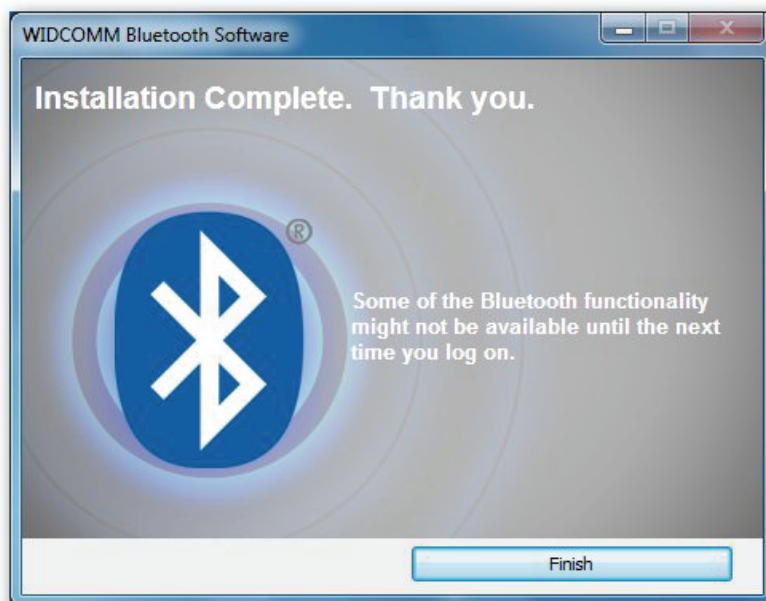 WIDCOMM Bluetooth Software
Installation Complete.  Thank you.
®
Some of the Bluetooth functionality
might not be available until the next
time you log on.
Finish